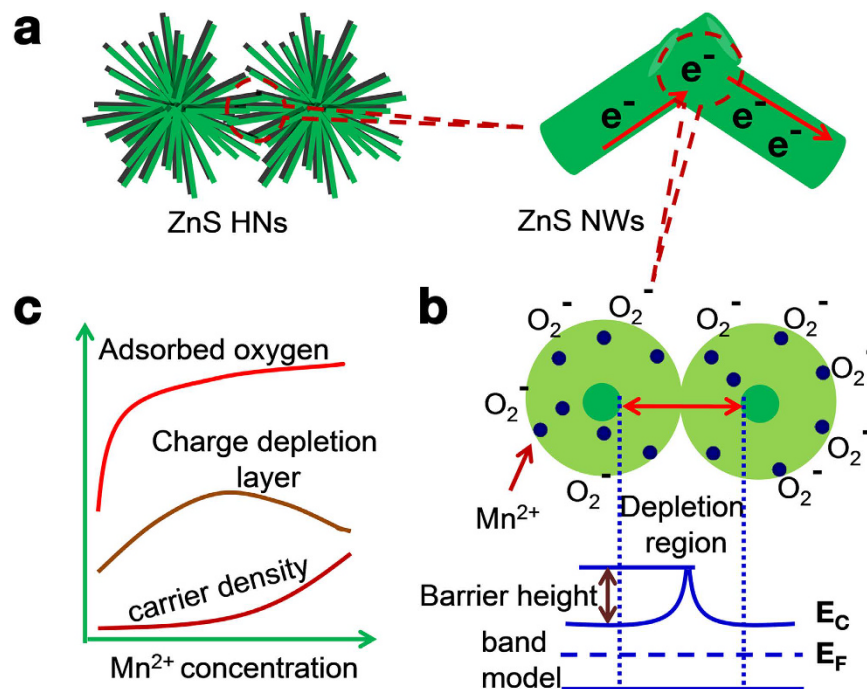 a
ZnS HNs
e-
e-
e-
e-
ZnS NWs
c
Adsorbed oxygen
Charge depletion
layer
carrier density
Mn2+ concentration
b
O2-
O2-
O2-
O2-
O2-
O2-
O2-
O2-
O2-
O2-
Mn2+
Depletion
region
Barrier height
EC
band
model
EF